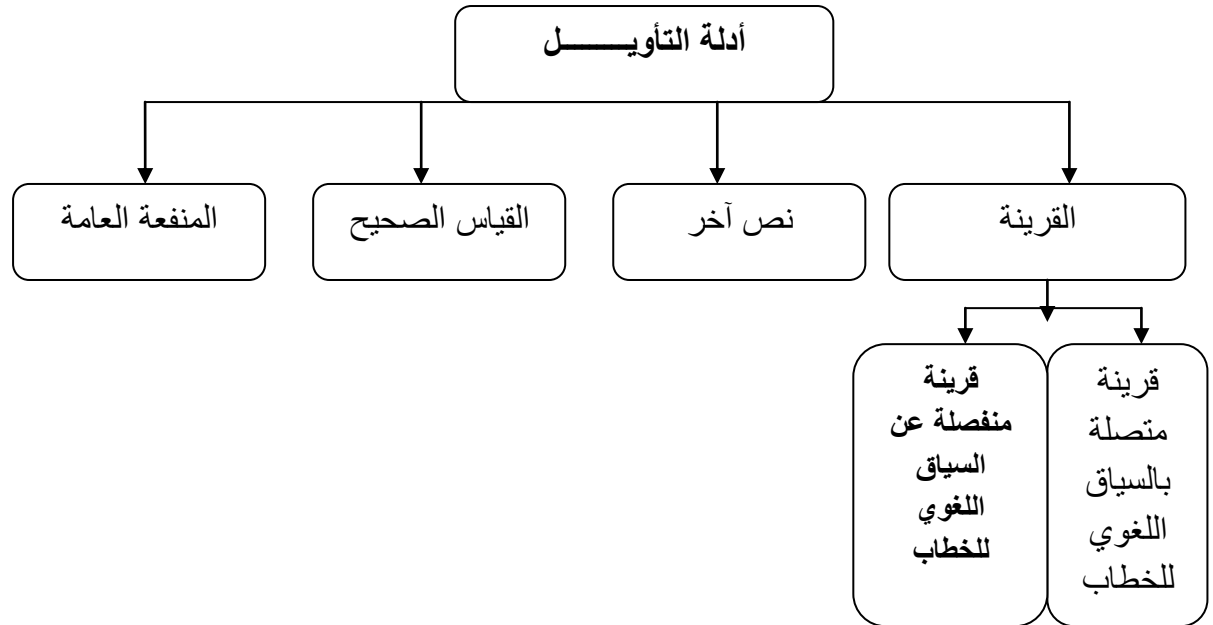 أدلة التأويـــــــــل
القرينة
نص آخر
القياس الصحيح
المنفعة العامة
قرينة
متصلة
بالسياق
اللغوي
للخطاب
قرينة
منفصلة عن
السياق
اللغوي
للخطاب